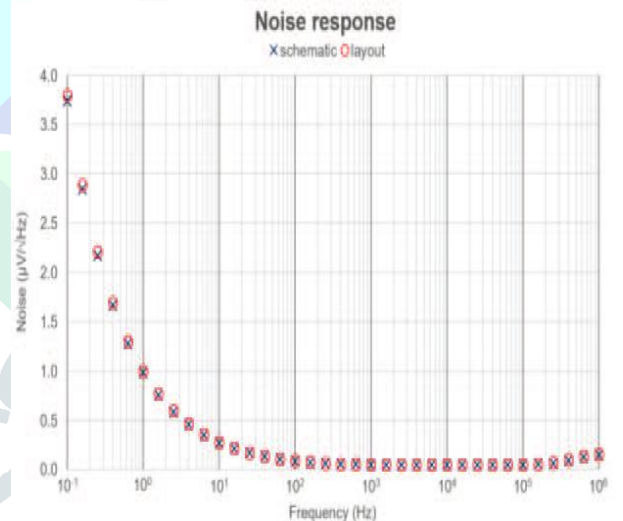 Noise response
x schematic O layout
4.0
3.5
3.0
2.5
2.0
1.5
1.0
0.5
0.0
Noise (µV/√Hz)
10⁻¹ 10⁰ 10¹ 10² 10³ 10⁴ 10⁵ 10⁶
Frequency (Hz)